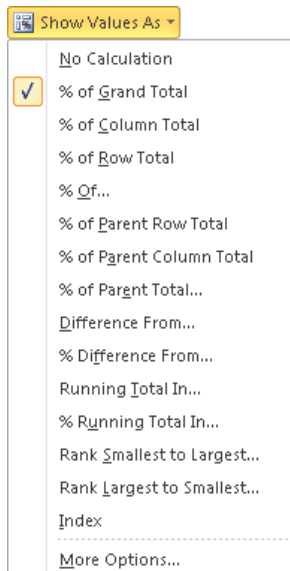 Show Values As
No Calculation
% of Grand Total
% of Column Total
% of Row Total
% Of...
% of Parent Row Total
% of Parent Column Total
% of Parent Total...
Difference From...
% Difference From...
Running Total In...
% Running Total In...
Rank Smallest to Largest...
Rank Largest to Smallest...
Index
More Options...